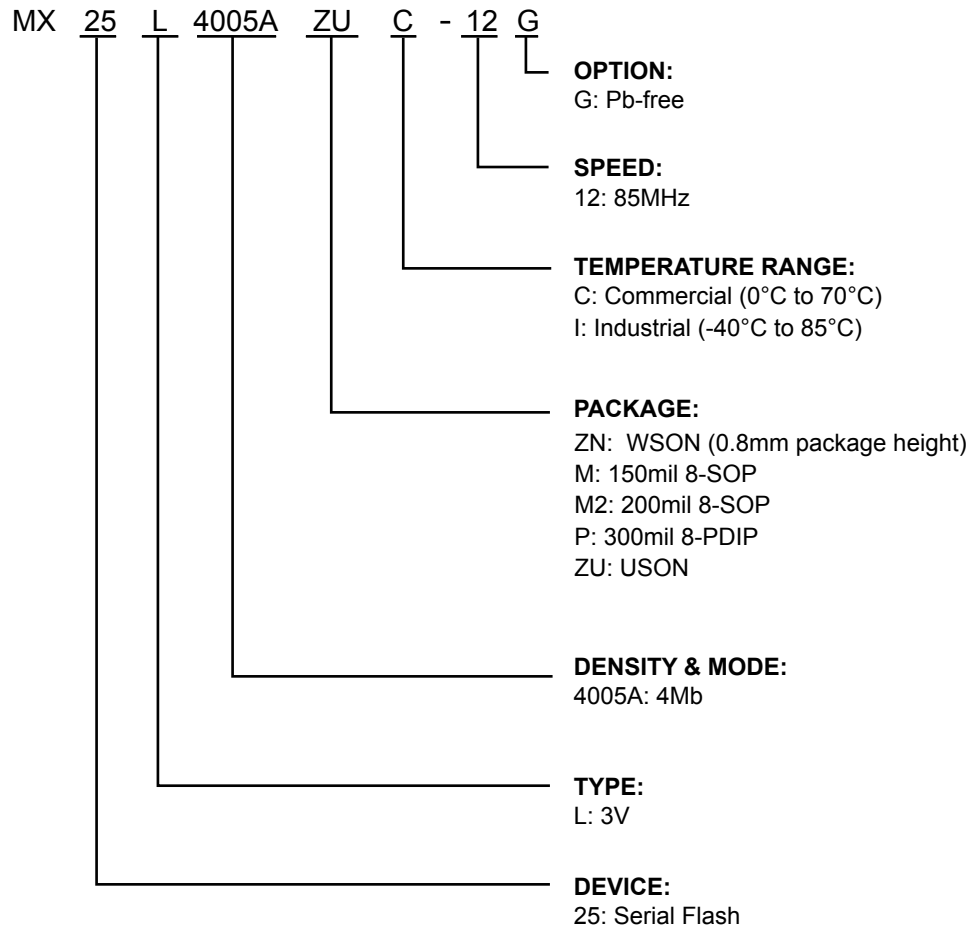 MX 25 L 4005A ZU C - 12 G
OPTION:
G: Pb-free
SPEED:
12: 85MHz
TEMPERATURE RANGE:
C: Commercial (0°C to 70°C)
I: Industrial (-40°C to 85°C)
PACKAGE:
ZN: WSON (0.8mm package height)
M: 150mil 8-SOP
M2: 200mil 8-SOP
P: 300mil 8-PDIP
ZU: USON
DENSITY & MODE:
4005A: 4Mb
TYPE:
L: 3V
DEVICE:
25: Serial Flash